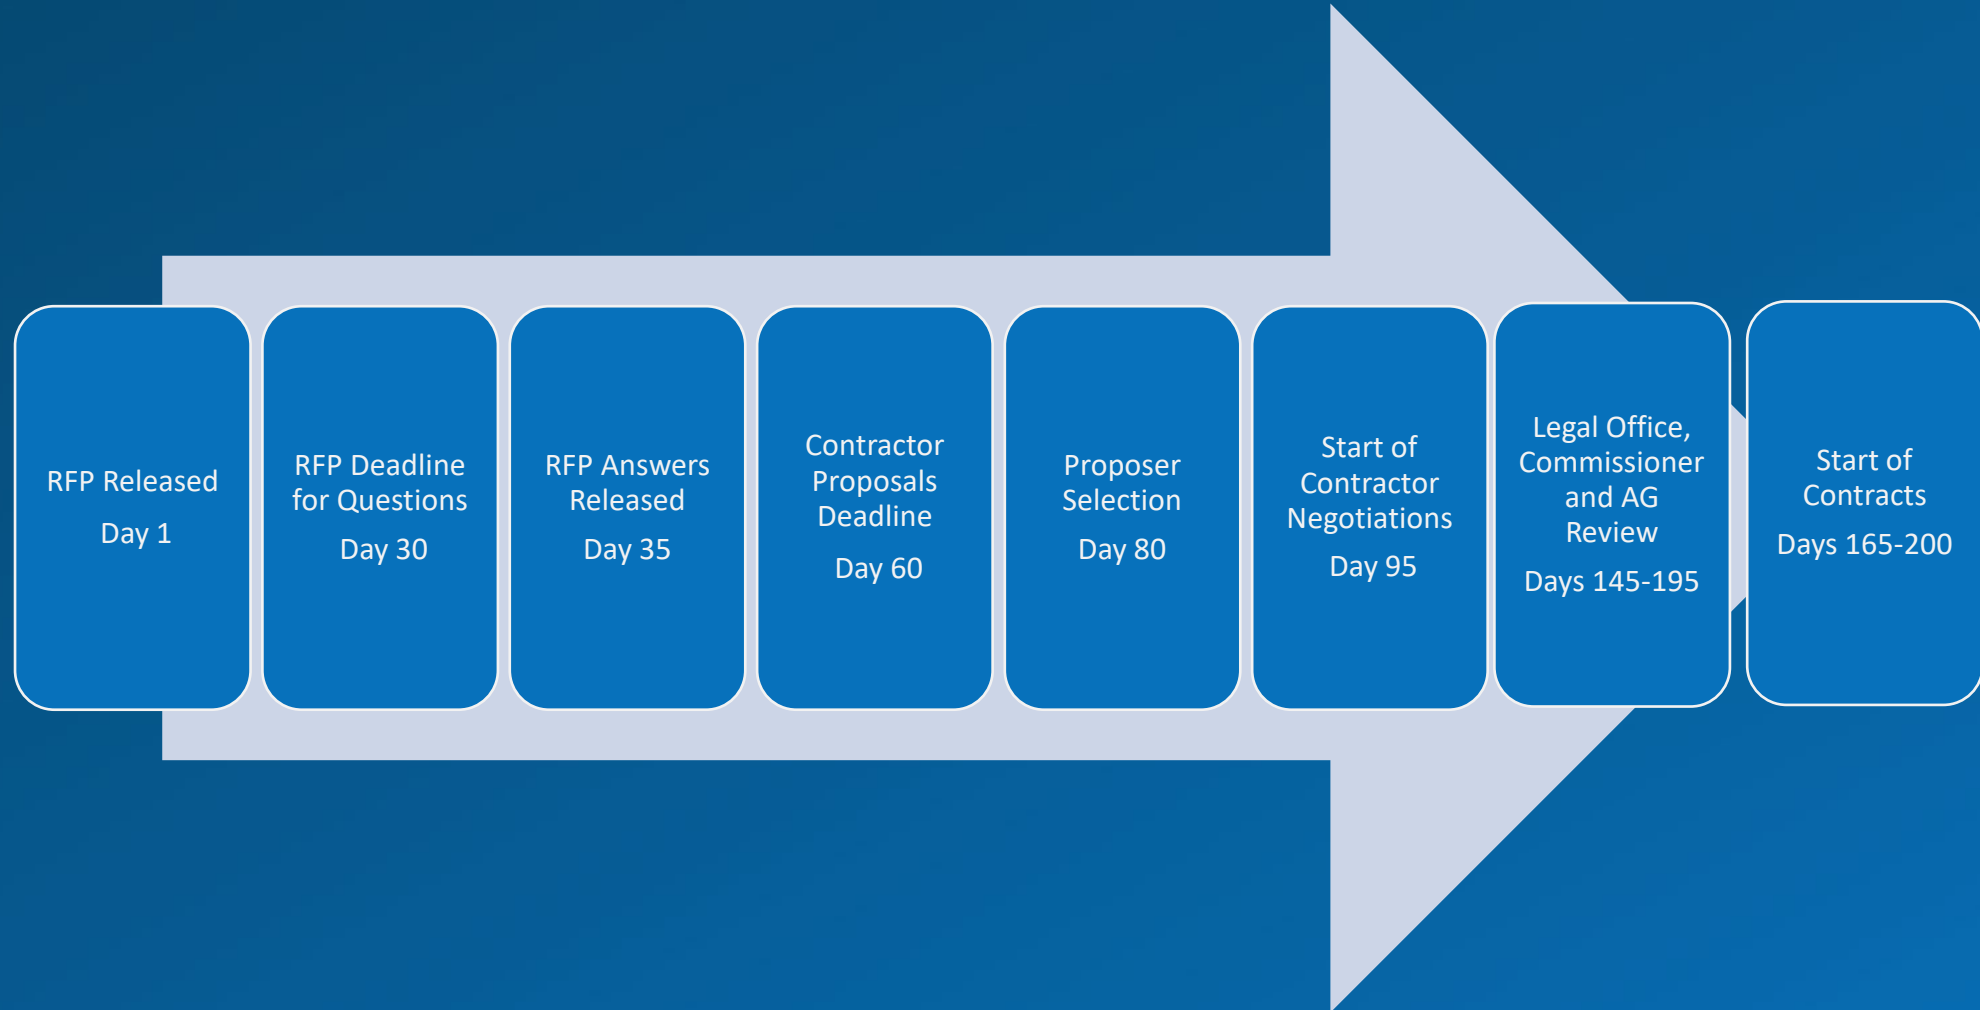 RFP Released
Day 1
RFP Deadline
for Questions
Day 30
RFP Answers
Released
Day 35
Contractor
Proposals
Deadline
Day 60
Proposer
Selection
Day 80
Start of
Contractor
Negotiations
Day 95
Legal Office,
Commissioner
and AG
Review
Days 145-195
Start of
Contracts
Days 165-200